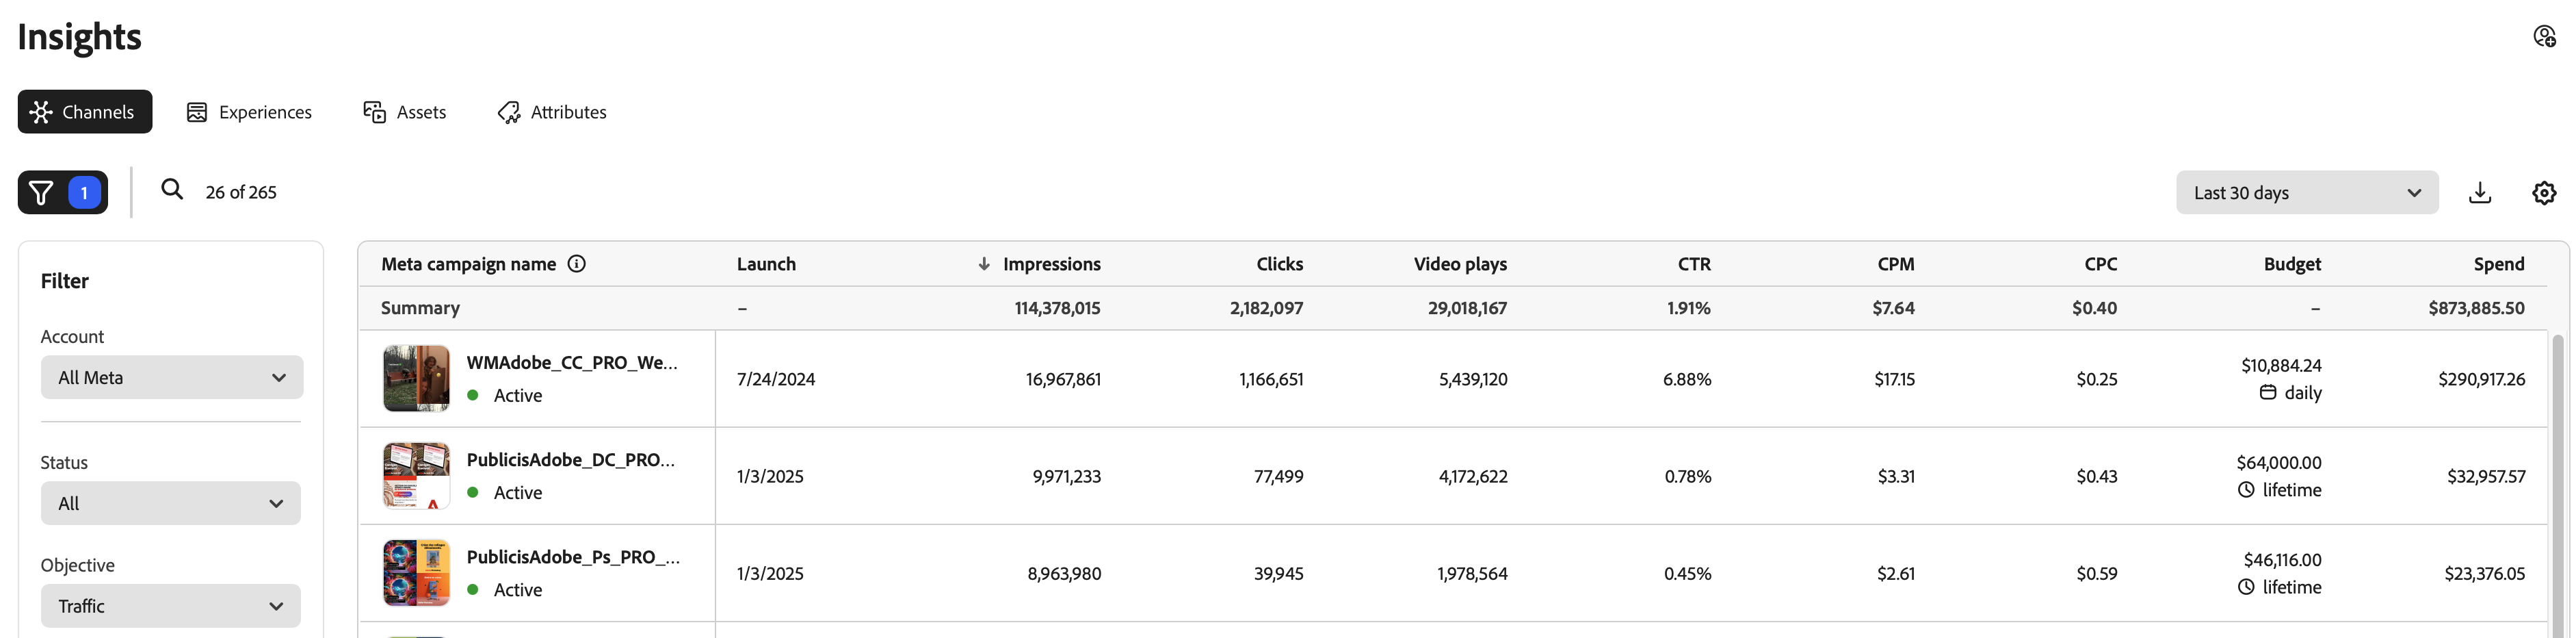 Insights
Channels Experiences Assets Attributes
1 26 of 265 Last 30 days
Filter
Account
All Meta
Status
All
Objective
Traffic
Meta campaign name Launch Impressions Clicks Video plays CTR CPM CPC Budget Spend
Summary – 114,378,015 2,182,097 29,018,167 1.91% $7.64 $0.40 – $873,885.50
WMAdobe_CC_PRO_We... 7/24/2024 16,967,861 1,166,651 5,439,120 6.88% $17.15 $0.25 $10,884.24 $290,917.26
Active daily
PublicisAdobe_DC_PRO... 1/3/2025 9,971,233 77,499 4,172,622 0.78% $3.31 $0.43 $64,000.00 $32,957.57
Active lifetime
PublicisAdobe_Ps_PRO_... 1/3/2025 8,963,980 39,945 1,978,564 0.45% $2.61 $0.59 $46,116.00 $23,376.05
Active lifetime